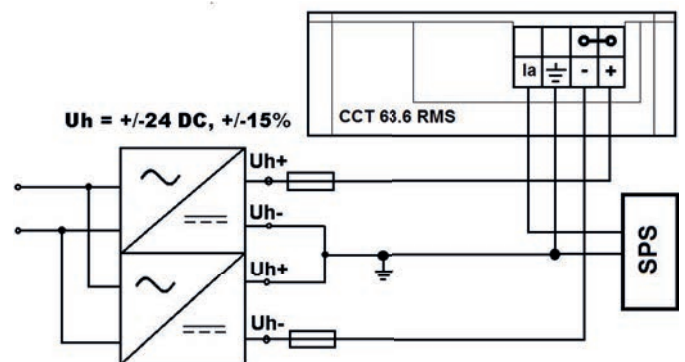 Ia - +
CCT 63.6 RMS
Uh = +/-24 DC, +/-15%
Uh+
Uh-
Uh+
Uh-
SPS